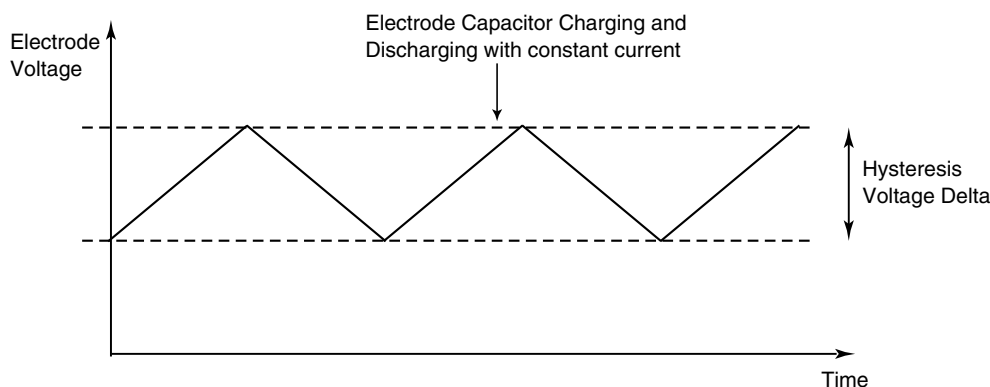 Electrode Capacitor Charging and
Discharging with constant current
Electrode
Voltage
Hysteresis
Voltage Delta
Time